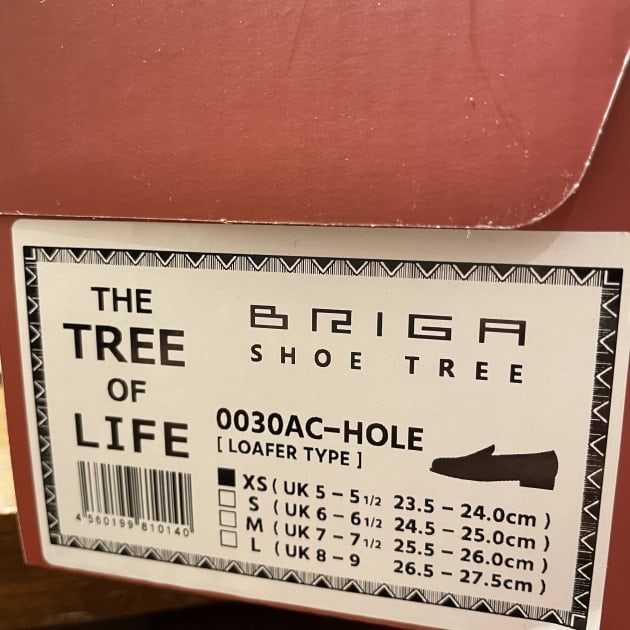 THE
TREE
OF
LIFE
4 560199 810140
BRIGA
SHOE TREE
0030AC-HOLE
[ LOAFER TYPE ]
■ XS ( UK 5 – 5 1/2 23.5 – 24.0cm )
□ S ( UK 6 – 6 1/2 24.5 – 25.0cm )
□ M ( UK 7 – 7 1/2 25.5 – 26.0cm )
□ L ( UK 8 – 9 26.5 – 27.5cm )